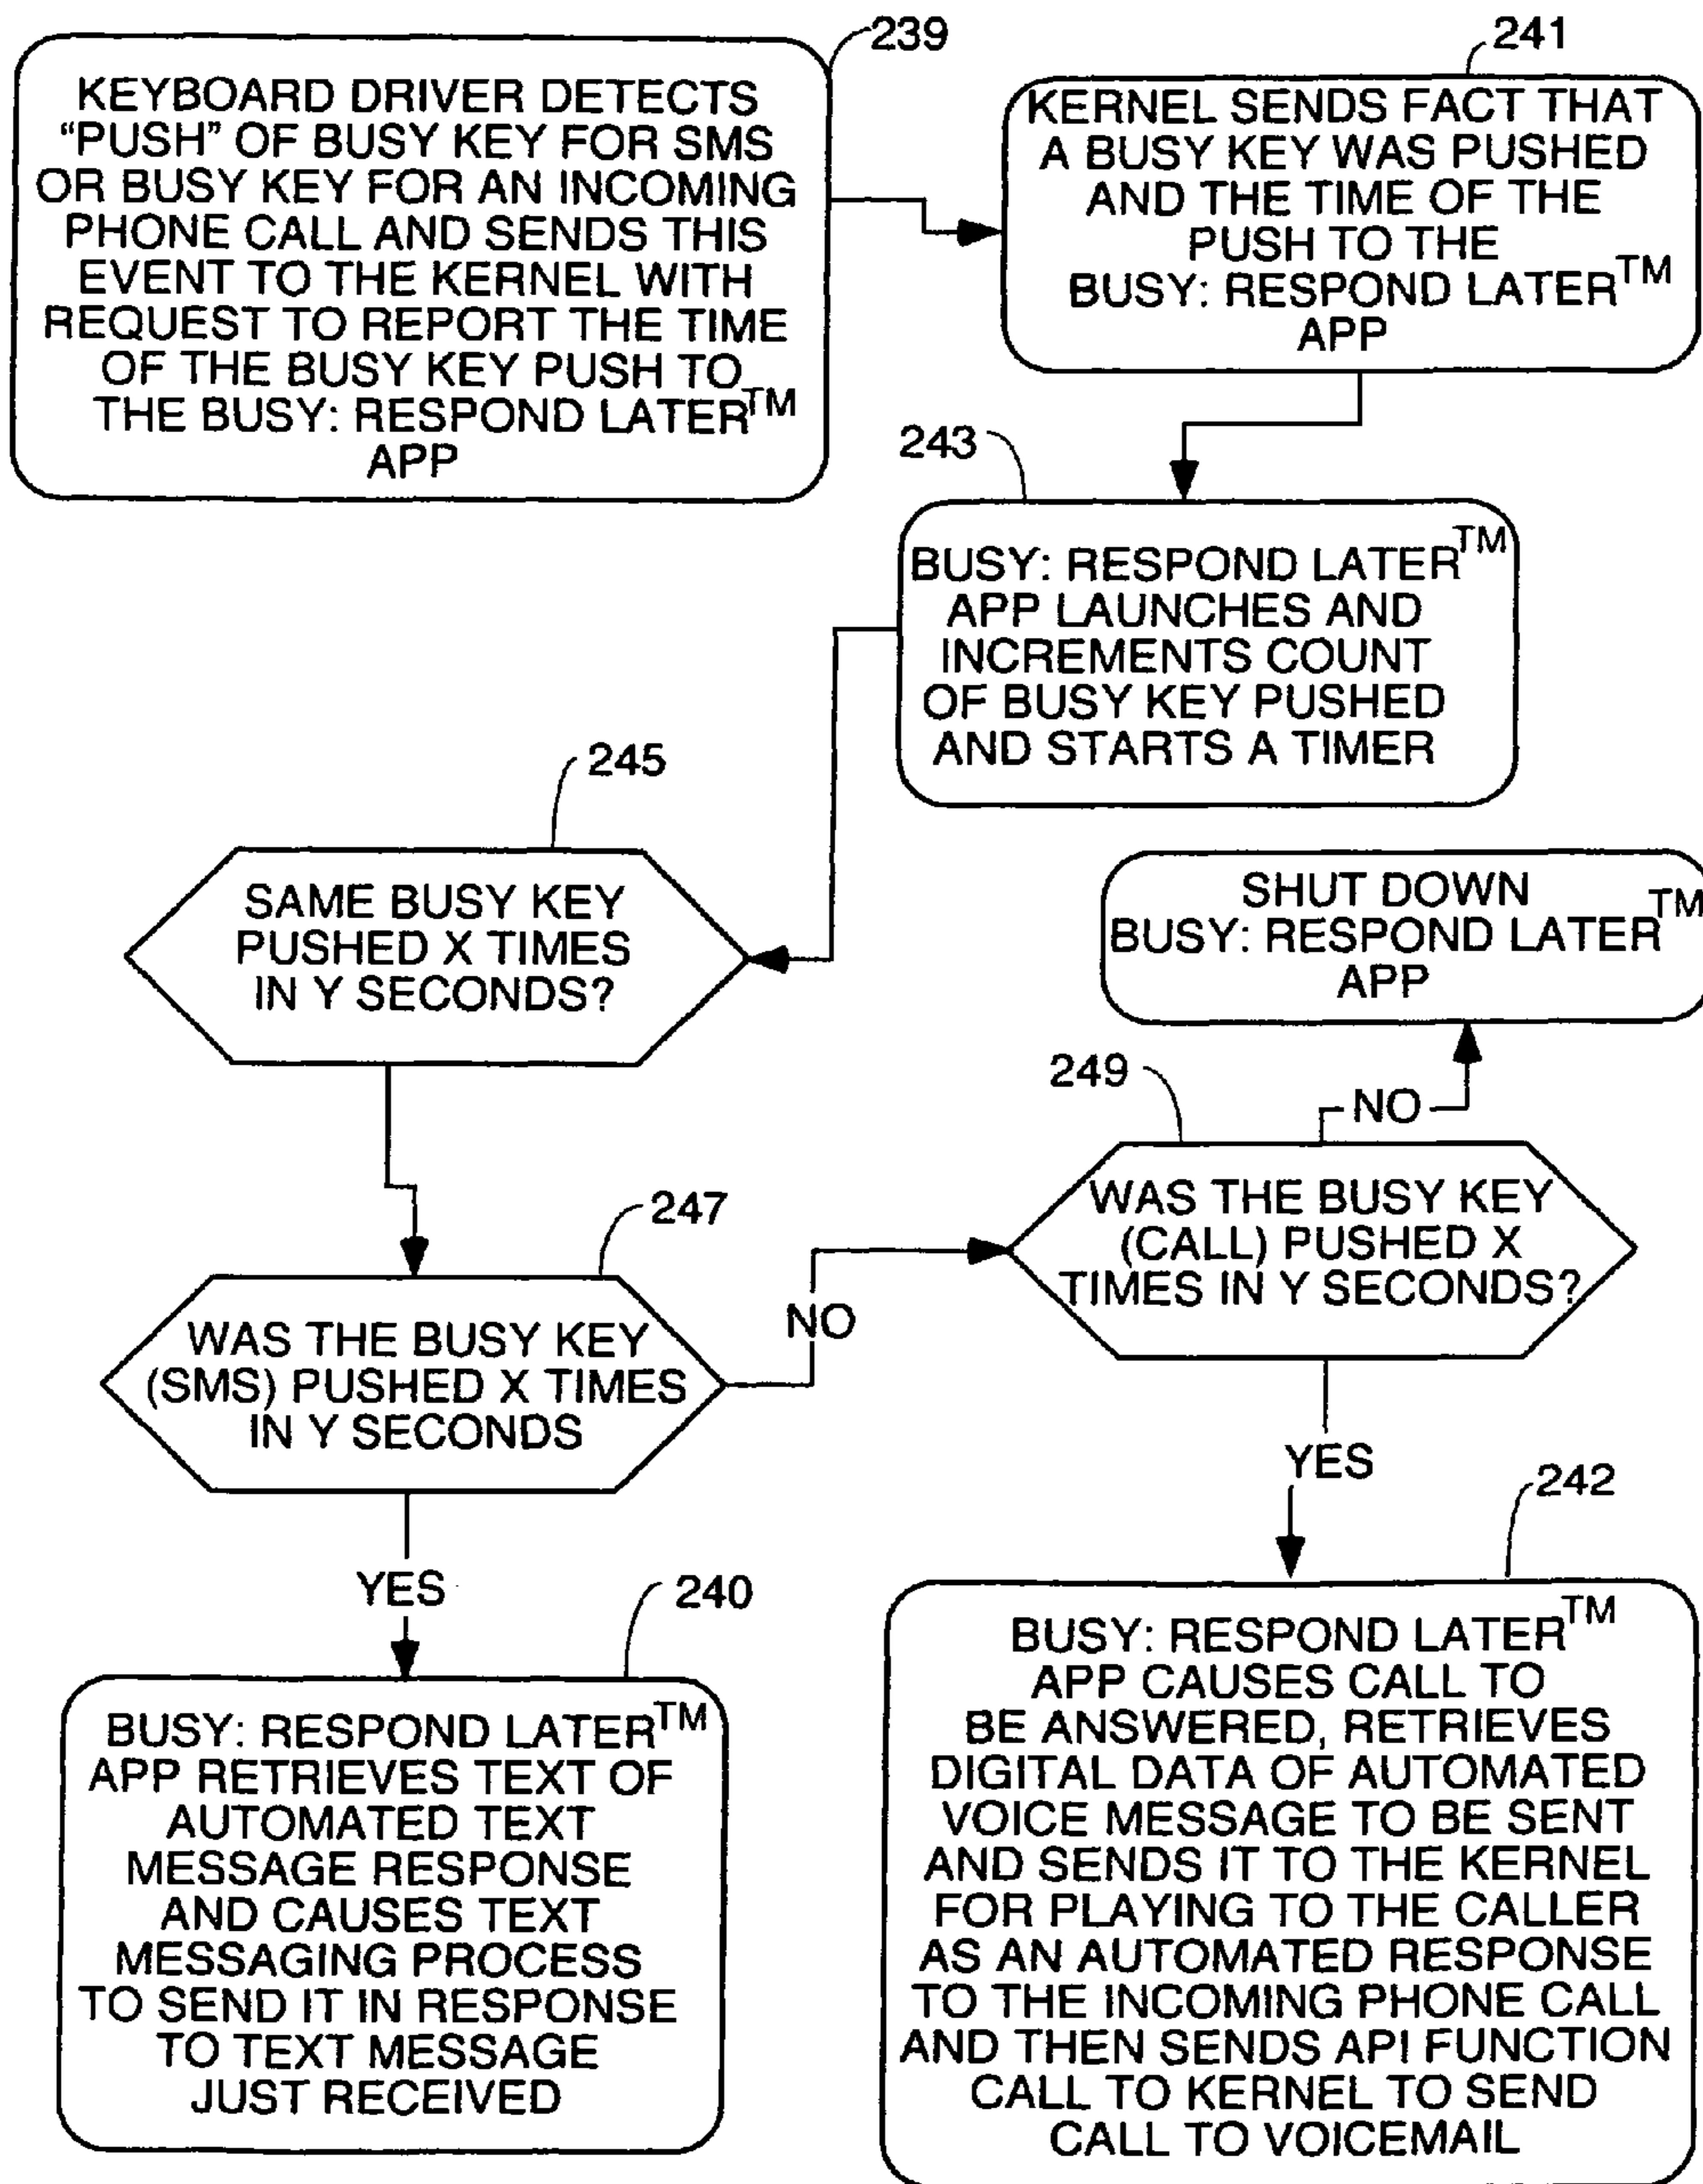 239
KEYBOARD DRIVER DETECTS
"PUSH" OF BUSY KEY FOR SMS
OR BUSY KEY FOR AN INCOMING
PHONE CALL AND SENDS THIS
EVENT TO THE KERNEL WITH
REQUEST TO REPORT THE TIME
OF THE BUSY KEY PUSH TO
THE BUSY: RESPOND LATER™
APP
241
KERNEL SENDS FACT THAT
A BUSY KEY WAS PUSHED
AND THE TIME OF THE
PUSH TO THE
BUSY: RESPOND LATER™
APP
243
BUSY: RESPOND LATER™
APP LAUNCHES AND
INCREMENTS COUNT
OF BUSY KEY PUSHED
AND STARTS A TIMER
245
SAME BUSY KEY
PUSHED X TIMES
IN Y SECONDS?
SHUT DOWN
BUSY: RESPOND LATER™
APP
NO
249
WAS THE BUSY KEY
(CALL) PUSHED X
TIMES IN Y SECONDS?
247
WAS THE BUSY KEY
(SMS) PUSHED X TIMES
IN Y SECONDS
NO
YES
YES
240
BUSY: RESPOND LATER™
APP RETRIEVES TEXT OF
AUTOMATED TEXT
MESSAGE RESPONSE
AND CAUSES TEXT
MESSAGING PROCESS
TO SEND IT IN RESPONSE
TO TEXT MESSAGE
JUST RECEIVED
242
BUSY: RESPOND LATER™
APP CAUSES CALL TO
BE ANSWERED, RETRIEVES
DIGITAL DATA OF AUTOMATED
VOICE MESSAGE TO BE SENT
AND SENDS IT TO THE KERNEL
FOR PLAYING TO THE CALLER
AS AN AUTOMATED RESPONSE
TO THE INCOMING PHONE CALL
AND THEN SENDS API FUNCTION
CALL TO KERNEL TO SEND
CALL TO VOICEMAIL